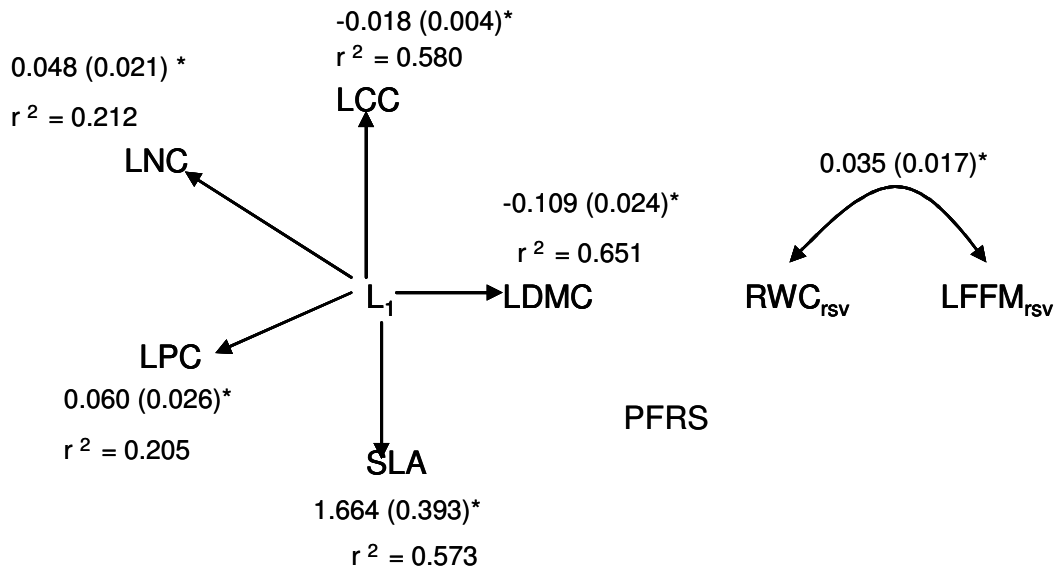 -0.018 (0.004)*
r 2 = 0.580
LCC
0.048 (0.021) *
r 2 = 0.212
LNC
-0.109 (0.024)*
r 2 = 0.651
L1
LDMC
LPC
0.060 (0.026)*
r 2 = 0.205
SLA
1.664 (0.393)*
r 2 = 0.573
0.035 (0.017)*
RWCrsv
LFFMrsv
PFRS